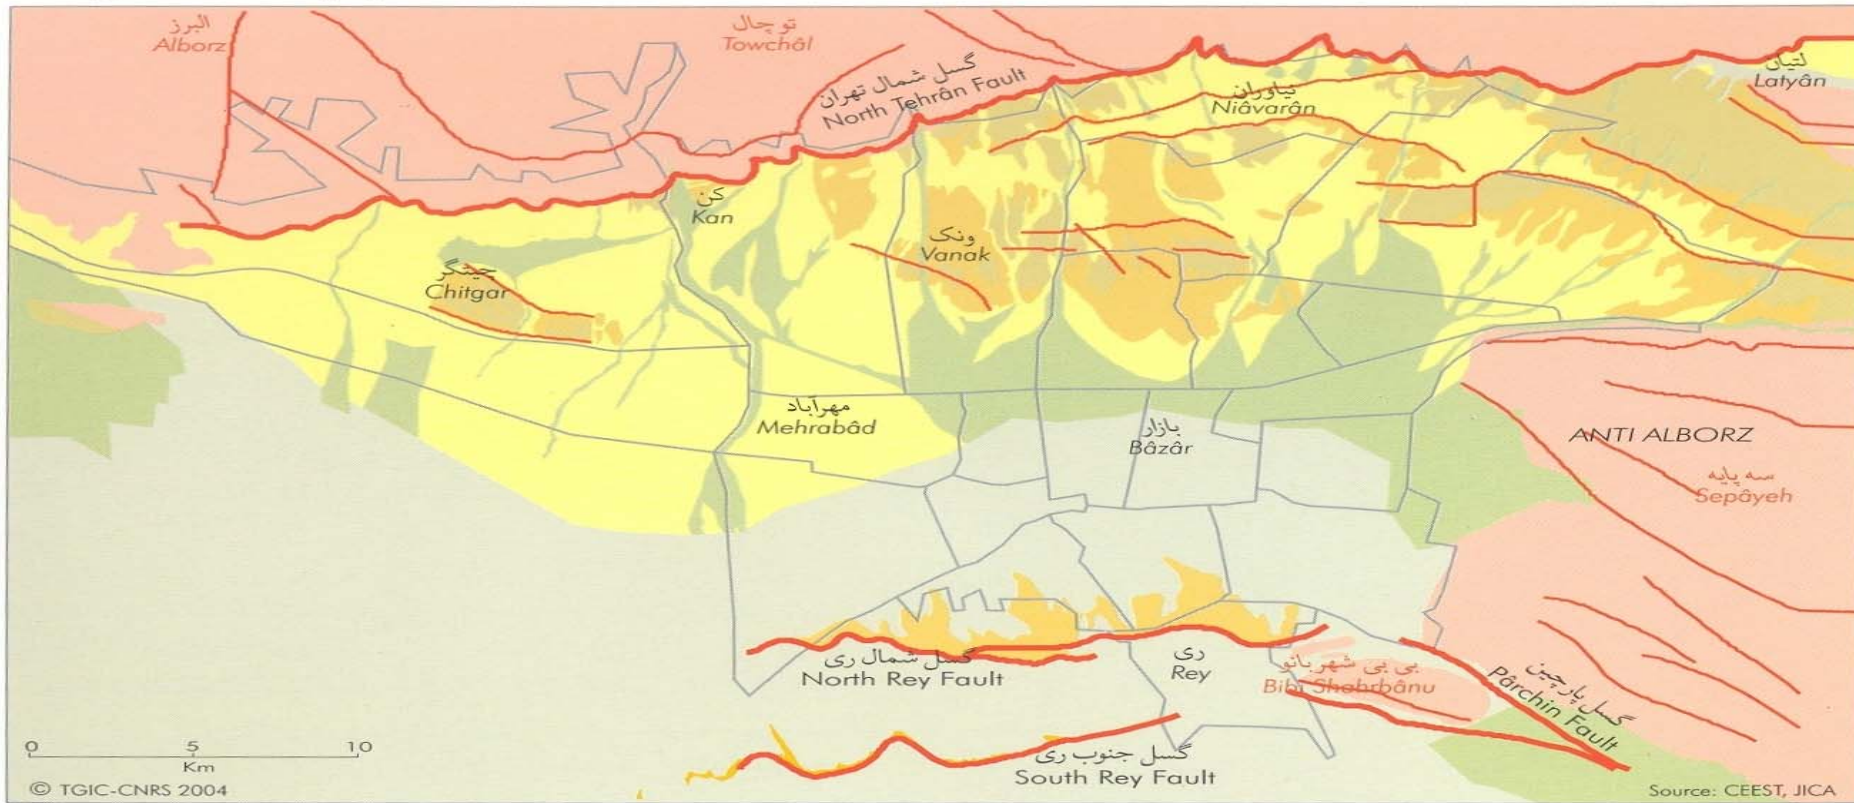 البرز
Alborz
توچال
Towchâl
گسل شمال تهران
North Tehrân Fault
نیاوران
Niâvarân
لتیان
Latyân
کن
Kan
ونک
Vanak
چیتگر
Chitgar
مهرآباد
Mehrabâd
بازار
Bâzâr
ANTI ALBORZ
سه پایه
Sepâyeh
گسل شمال ری
North Rey Fault
ری
Rey
بی بی شهربانو
Bibi Shahrbânu
گسل پارچین
Pârchin Fault
گسل جنوب ری
South Rey Fault
0 5 10
Km
© TGIC-CNRS 2004
Source: CEEST, JICA